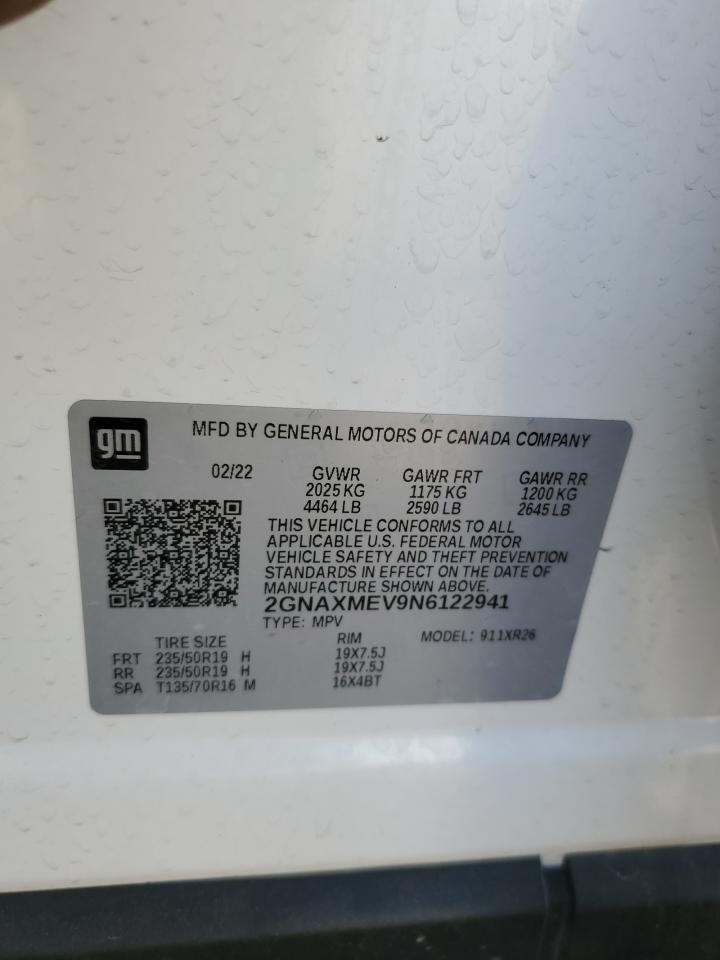 gm
MFD BY GENERAL MOTORS OF CANADA COMPANY
02/22 GVWR GAWR FRT GAWR RR
2025 KG 1175 KG 1200 KG
4464 LB 2590 LB 2645 LB
THIS VEHICLE CONFORMS TO ALL
APPLICABLE U.S. FEDERAL MOTOR
VEHICLE SAFETY AND THEFT PREVENTION
STANDARDS IN EFFECT ON THE DATE OF
MANUFACTURE SHOWN ABOVE.
2GNAXMEV9N6122941
TYPE: MPV
TIRE SIZE RIM MODEL: 911XR26
FRT 235/50R19 H 19X7.5J
RR 235/50R19 H 19X7.5J
SPA T135/70R16 M 16X4BT